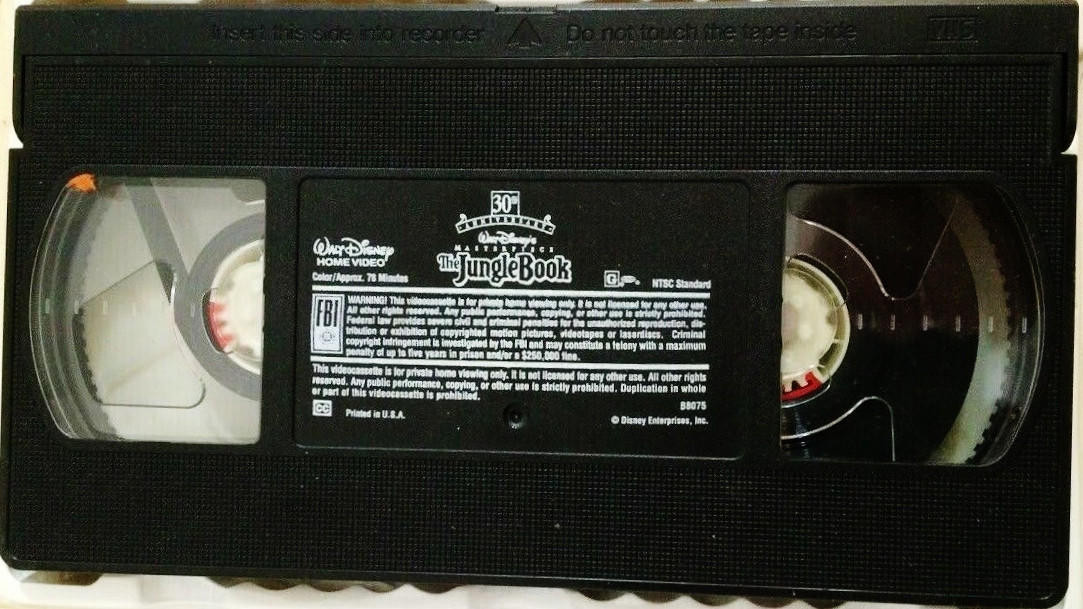 Insert this side into recorder Do not touch the tape inside VHS
30th
ANNIVERSARY
Walt Disney's
MASTERPIECE
The Jungle Book
Walt Disney
HOME VIDEO
Color/Approx. 78 Minutes G NTSC Standard
FBI
WARNING! This videocassette is for private home viewing only. It is not licensed for any other use.
All other rights reserved. Any public performance, copying, or other use is strictly prohibited.
Federal law provides severe civil and criminal penalties for the unauthorized reproduction, dis-
tribution or exhibition of copyrighted motion pictures, videotapes or laserdiscs. Criminal
copyright infringement is investigated by the FBI and may constitute a felony with a maximum
penalty of up to five years in prison and/or a $250,000 fine.
This videocassette is for private home viewing only. It is not licensed for any other use. All other rights
reserved. Any public performance, copying, or other use is strictly prohibited. Duplication in whole
or part of this videocassette is prohibited.
CC Printed in U.S.A. B8075
© Disney Enterprises, Inc.